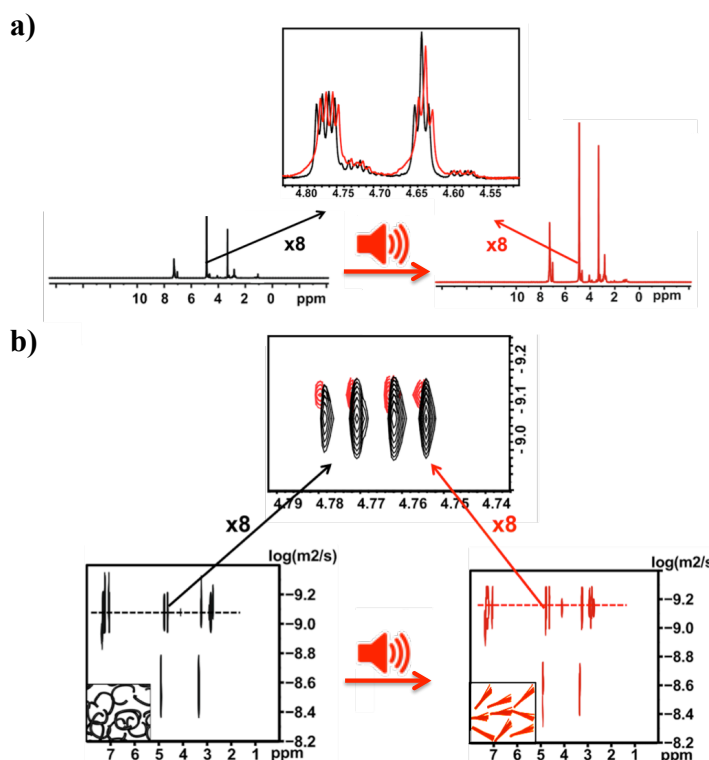 a)
4.80 4.75 4.70 4.65 4.60 4.55
x8
x8
10 8 6 4 2 0 ppm
10 8 6 4 2 0 ppm
b)
-9.2
-9.1
-9.0
4.79 4.78 4.77 4.76 4.75 4.74
x8
x8
log(m2/s)
-9.2
-9.0
-8.8
-8.6
-8.4
-8.2
7 6 5 4 3 2 1 ppm
log(m2/s
-9.2
-9.0
-8.8
-8.6
-8.4
-8.2
7 6 5 4 3 2 1 ppm